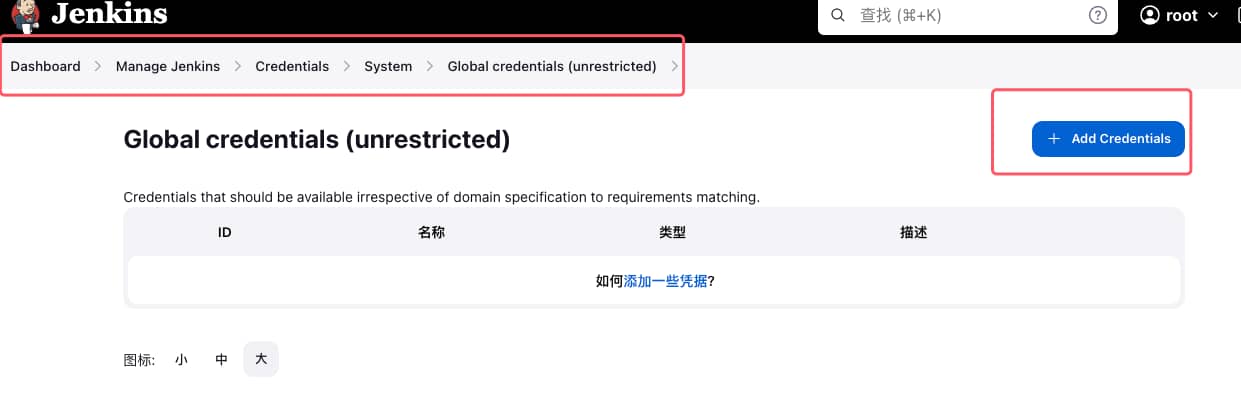 Jenkins 查找 (⌘+K) ? root
Dashboard > Manage Jenkins > Credentials > System > Global credentials (unrestricted) >
Global credentials (unrestricted) + Add Credentials
Credentials that should be available irrespective of domain specification to requirements matching.
ID 名称 类型 描述
如何添加一些凭据?
图标: 小 中 大